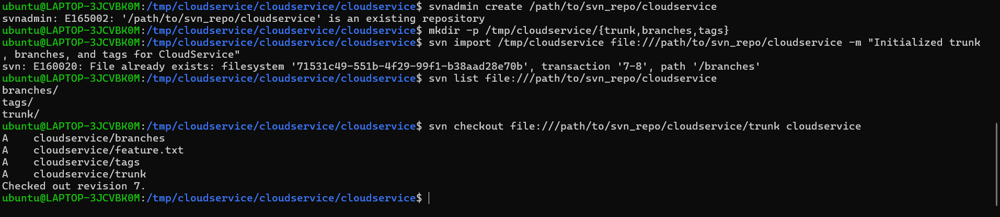 ubuntu@LAPTOP-3JCVBK0M:/tmp/cloudservice/cloudservice/cloudservice$ svnadmin create /path/to/svn_repo/cloudservice
svnadmin: E165002: '/path/to/svn_repo/cloudservice' is an existing repository
ubuntu@LAPTOP-3JCVBK0M:/tmp/cloudservice/cloudservice/cloudservice$ mkdir -p /tmp/cloudservice/{trunk,branches,tags}
ubuntu@LAPTOP-3JCVBK0M:/tmp/cloudservice/cloudservice/cloudservice$ svn import /tmp/cloudservice file:///path/to/svn_repo/cloudservice -m "Initialized trunk
, branches, and tags for CloudService"
svn: E160020: File already exists: filesystem '71531c49-551b-4f29-99f1-b38aad28e70b', transaction '7-8', path '/branches'
ubuntu@LAPTOP-3JCVBK0M:/tmp/cloudservice/cloudservice/cloudservice$ svn list file:///path/to/svn_repo/cloudservice
branches/
tags/
trunk/
ubuntu@LAPTOP-3JCVBK0M:/tmp/cloudservice/cloudservice/cloudservice$ svn checkout file:///path/to/svn_repo/cloudservice/trunk cloudservice
A    cloudservice/branches
A    cloudservice/feature.txt
A    cloudservice/tags
A    cloudservice/trunk
Checked out revision 7.
ubuntu@LAPTOP-3JCVBK0M:/tmp/cloudservice/cloudservice/cloudservice$